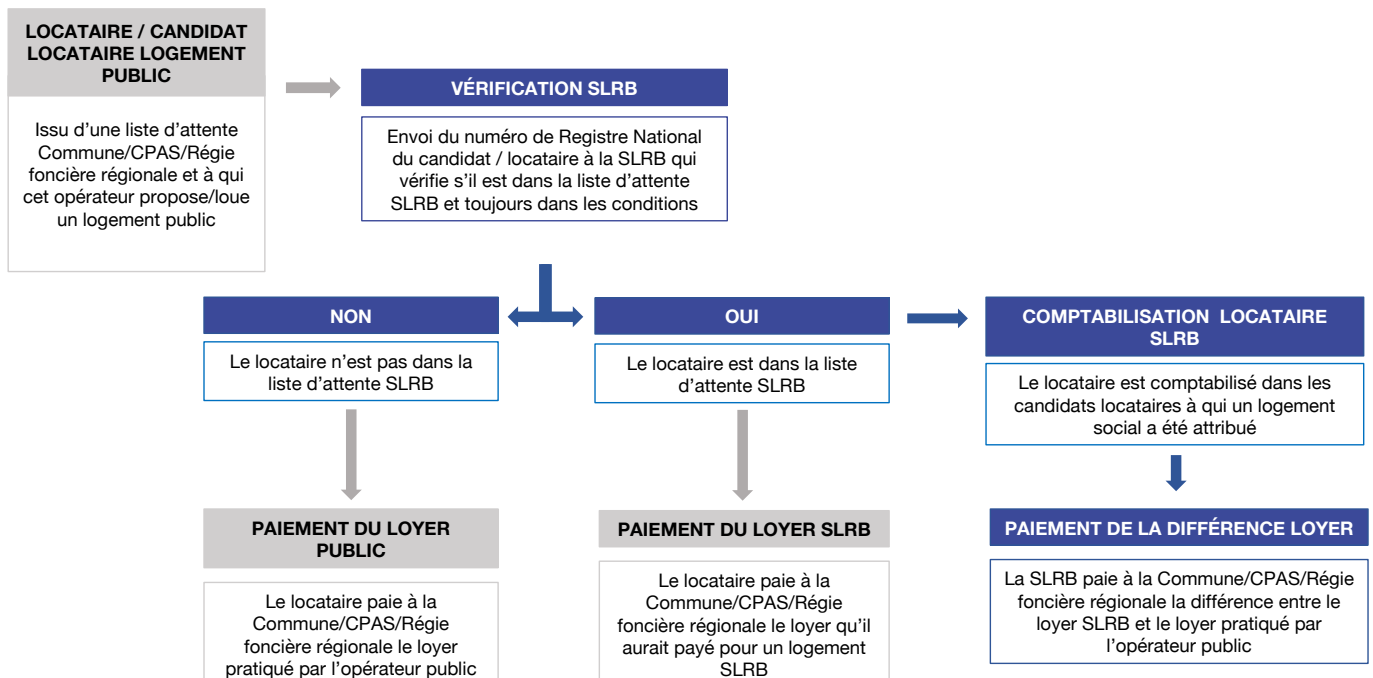 LOCATAIRE / CANDIDAT
LOCATAIRE LOGEMENT
PUBLIC
Issu d'une liste d'attente
Commune/CPAS/Régie
foncière régionale et à qui
cet opérateur propose/loue
un logement public
VÉRIFICATION SLRB
Envoi du numéro de Registre National
du candidat / locataire à la SLRB qui
vérifie s'il est dans la liste d'attente
SLRB et toujours dans les conditions
NON
Le locataire n'est pas dans la
liste d'attente SLRB
OUI
Le locataire est dans la liste
d'attente SLRB
COMPTABILISATION LOCATAIRE
SLRB
Le locataire est comptabilisé dans les
candidats locataires à qui un logement
social a été attribué
PAIEMENT DU LOYER
PUBLIC
Le locataire paie à la
Commune/CPAS/Régie
foncière régionale le loyer
pratiqué par l'opérateur public
PAIEMENT DU LOYER SLRB
Le locataire paie à la
Commune/CPAS/Régie
foncière régionale le loyer qu'il
aurait payé pour un logement
SLRB
PAIEMENT DE LA DIFFÉRENCE LOYER
La SLRB paie à la Commune/CPAS/Régie
foncière régionale la différence entre le
loyer SLRB et le loyer pratiqué par
l'opérateur public